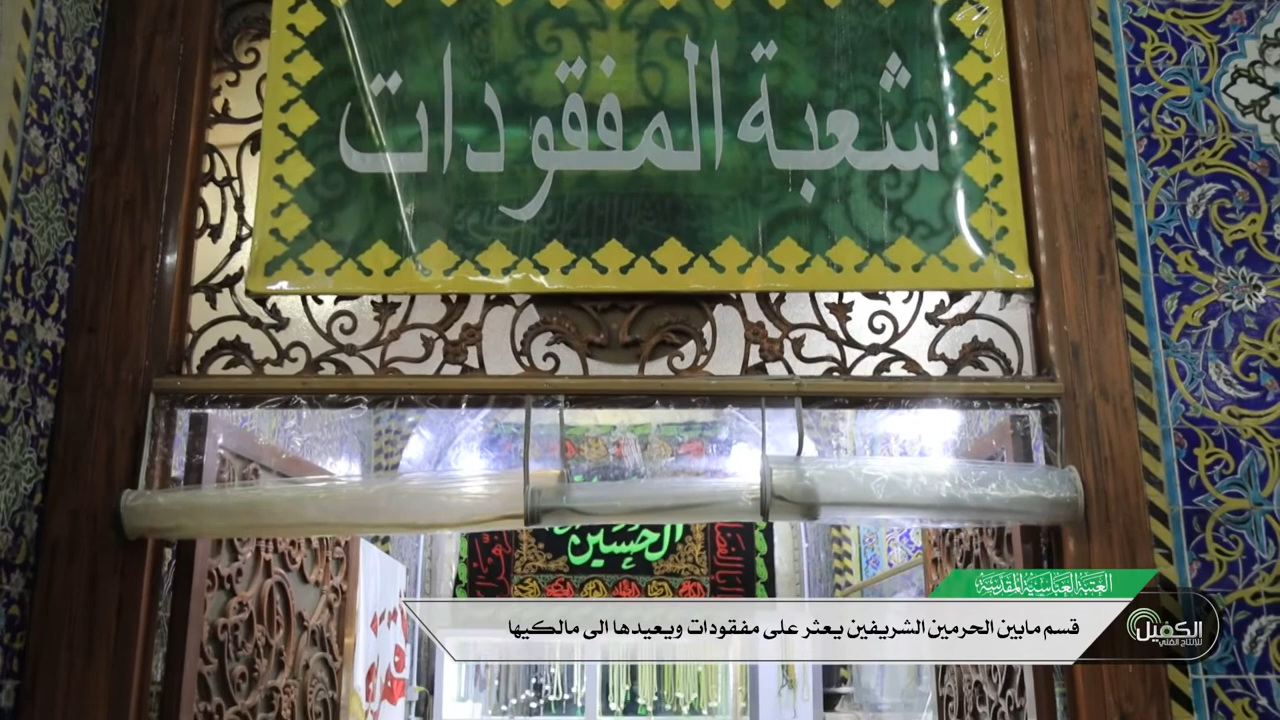 شعبة المفقودات
الحسين
العتبة العباسية المقدسة
قسم مابين الحرمين الشريفين يعثر على مفقودات ويعيدها الى مالكيها
الكفيل
للإنتاج الفني